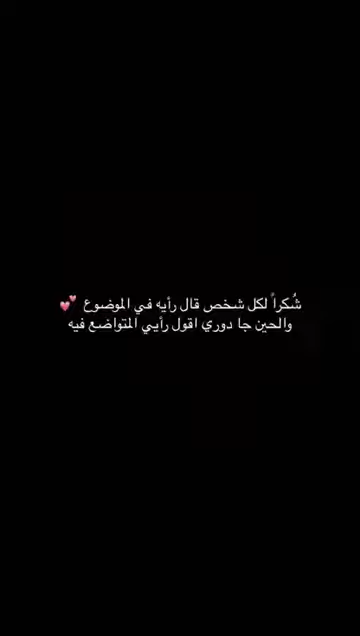 شُكراً لكل شخص قال رأيه في الموضوع 💕
والحين جا دوري اقول رأيي المتواضع فيه